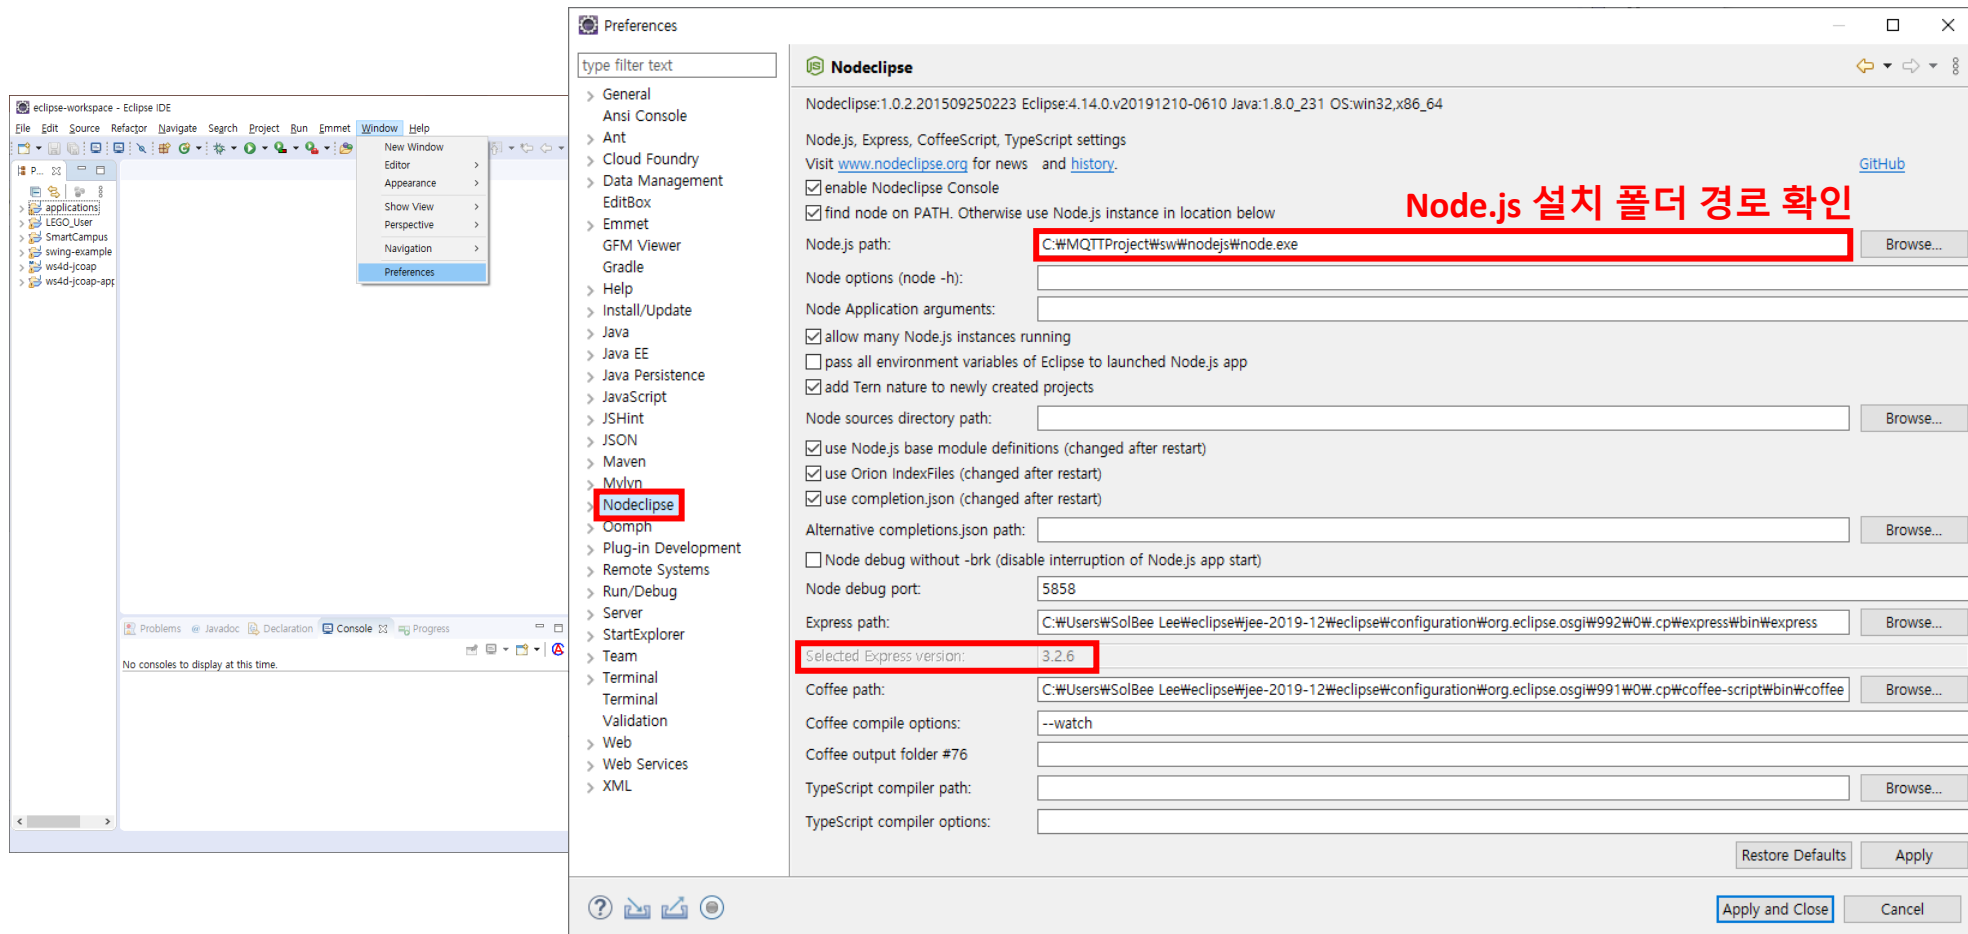 eclipse-workspace - Eclipse IDE
File Edit Source Refactor Navigate Search Project Run Emmet Window Help
New Window
Editor
Appearance
Show View
Perspective
Navigation
Preferences
P...
applications
LEGO_User
SmartCampus
swing-example
ws4d-jcoap
ws4d-jcoap-app
Problems @ Javadoc Declaration Console Progress
No consoles to display at this time.
Preferences
type filter text
General
Ansi Console
Ant
Cloud Foundry
Data Management
EditBox
Emmet
GFM Viewer
Gradle
Help
Install/Update
Java
Java EE
Java Persistence
JavaScript
JSHint
JSON
Maven
Mylyn
Nodeclipse
Oomph
Plug-in Development
Remote Systems
Run/Debug
Server
StartExplorer
Team
Terminal
Terminal
Validation
Web
Web Services
XML
Nodeclipse
Nodeclipse:1.0.2.201509250223 Eclipse:4.14.0.v20191210-0610 Java:1.8.0_231 OS:win32,x86_64
Node.js, Express, CoffeeScript, TypeScript settings
Visit www.nodeclipse.org for news and history. GitHub
enable Nodeclipse Console
find node on PATH. Otherwise use Node.js instance in location below
Node.js 설치 폴더 경로 확인
Node.js path: C:₩MQTTProject₩sw₩nodejs₩node.exe Browse...
Node options (node -h):
Node Application arguments:
allow many Node.js instances running
pass all environment variables of Eclipse to launched Node.js app
add Tern nature to newly created projects
Node sources directory path: Browse...
use Node.js base module definitions (changed after restart)
use Orion IndexFiles (changed after restart)
use completion.json (changed after restart)
Alternative completions.json path: Browse...
Node debug without -brk (disable interruption of Node.js app start)
Node debug port: 5858
Express path: C:₩Users₩SolBee Lee₩eclipse₩jee-2019-12₩eclipse₩configuration₩org.eclipse.osgi₩992₩0₩.cp₩express₩bin₩express Browse...
Selected Express version: 3.2.6
Coffee path: C:₩Users₩SolBee Lee₩eclipse₩jee-2019-12₩eclipse₩configuration₩org.eclipse.osgi₩991₩0₩.cp₩coffee-script₩bin₩coffee Browse...
Coffee compile options: --watch
Coffee output folder #76
TypeScript compiler path: Browse...
TypeScript compiler options:
Restore Defaults Apply
Apply and Close Cancel